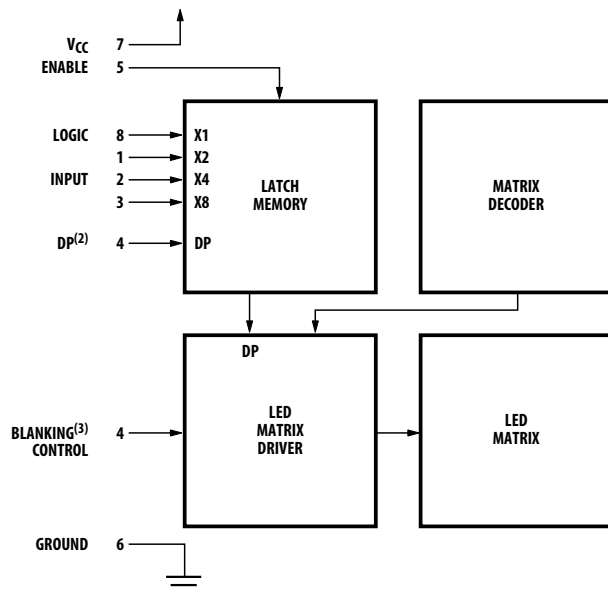 VCC 7
ENABLE 5
LOGIC 8 X1
1 X2
INPUT 2 X4
3 X8
DP(2) 4 DP
LATCH
MEMORY
MATRIX
DECODER
DP
BLANKING(3) 4
CONTROL
LED
MATRIX
DRIVER
LED
MATRIX
GROUND 6